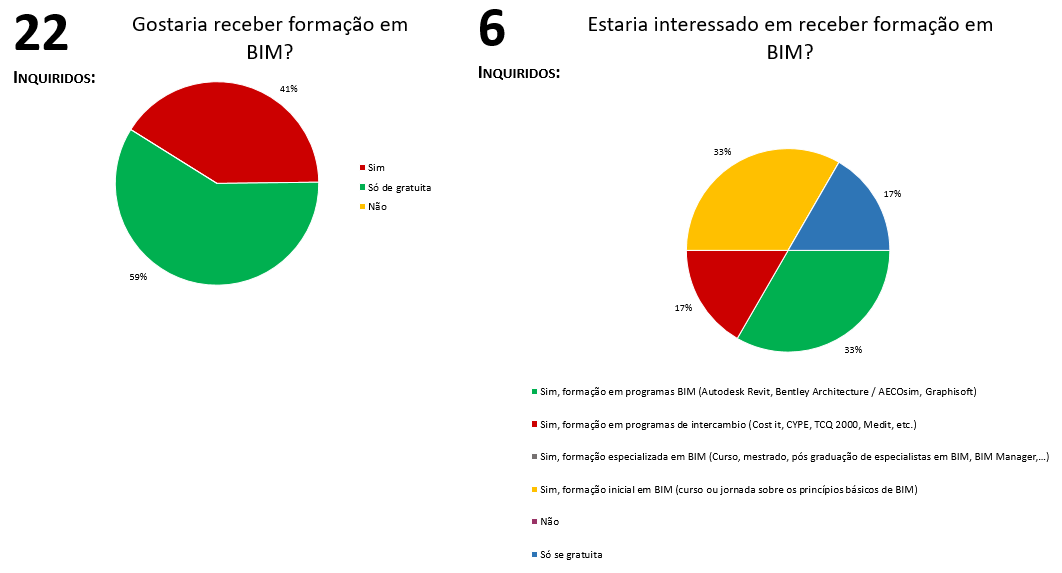 22
INQUIRIDOS:
Gostaria receber formação em
BIM?
41%
59%
Sim
Só de gratuita
Não
6
INQUIRIDOS:
Estaria interessado em receber formação em
BIM?
33%
17%
17%
33%
Sim, formação em programas BIM (Autodesk Revit, Bentley Architecture / AECOsim, Graphisoft)
Sim, formação em programas de intercambio (Cost it, CYPE, TCQ 2000, Medit, etc.)
Sim, formação especializada em BIM (Curso, mestrado, pós graduação de especialistas em BIM, BIM Manager,...)
Sim, formação inicial em BIM (curso ou jornada sobre os princípios básicos de BIM)
Não
Só se gratuita